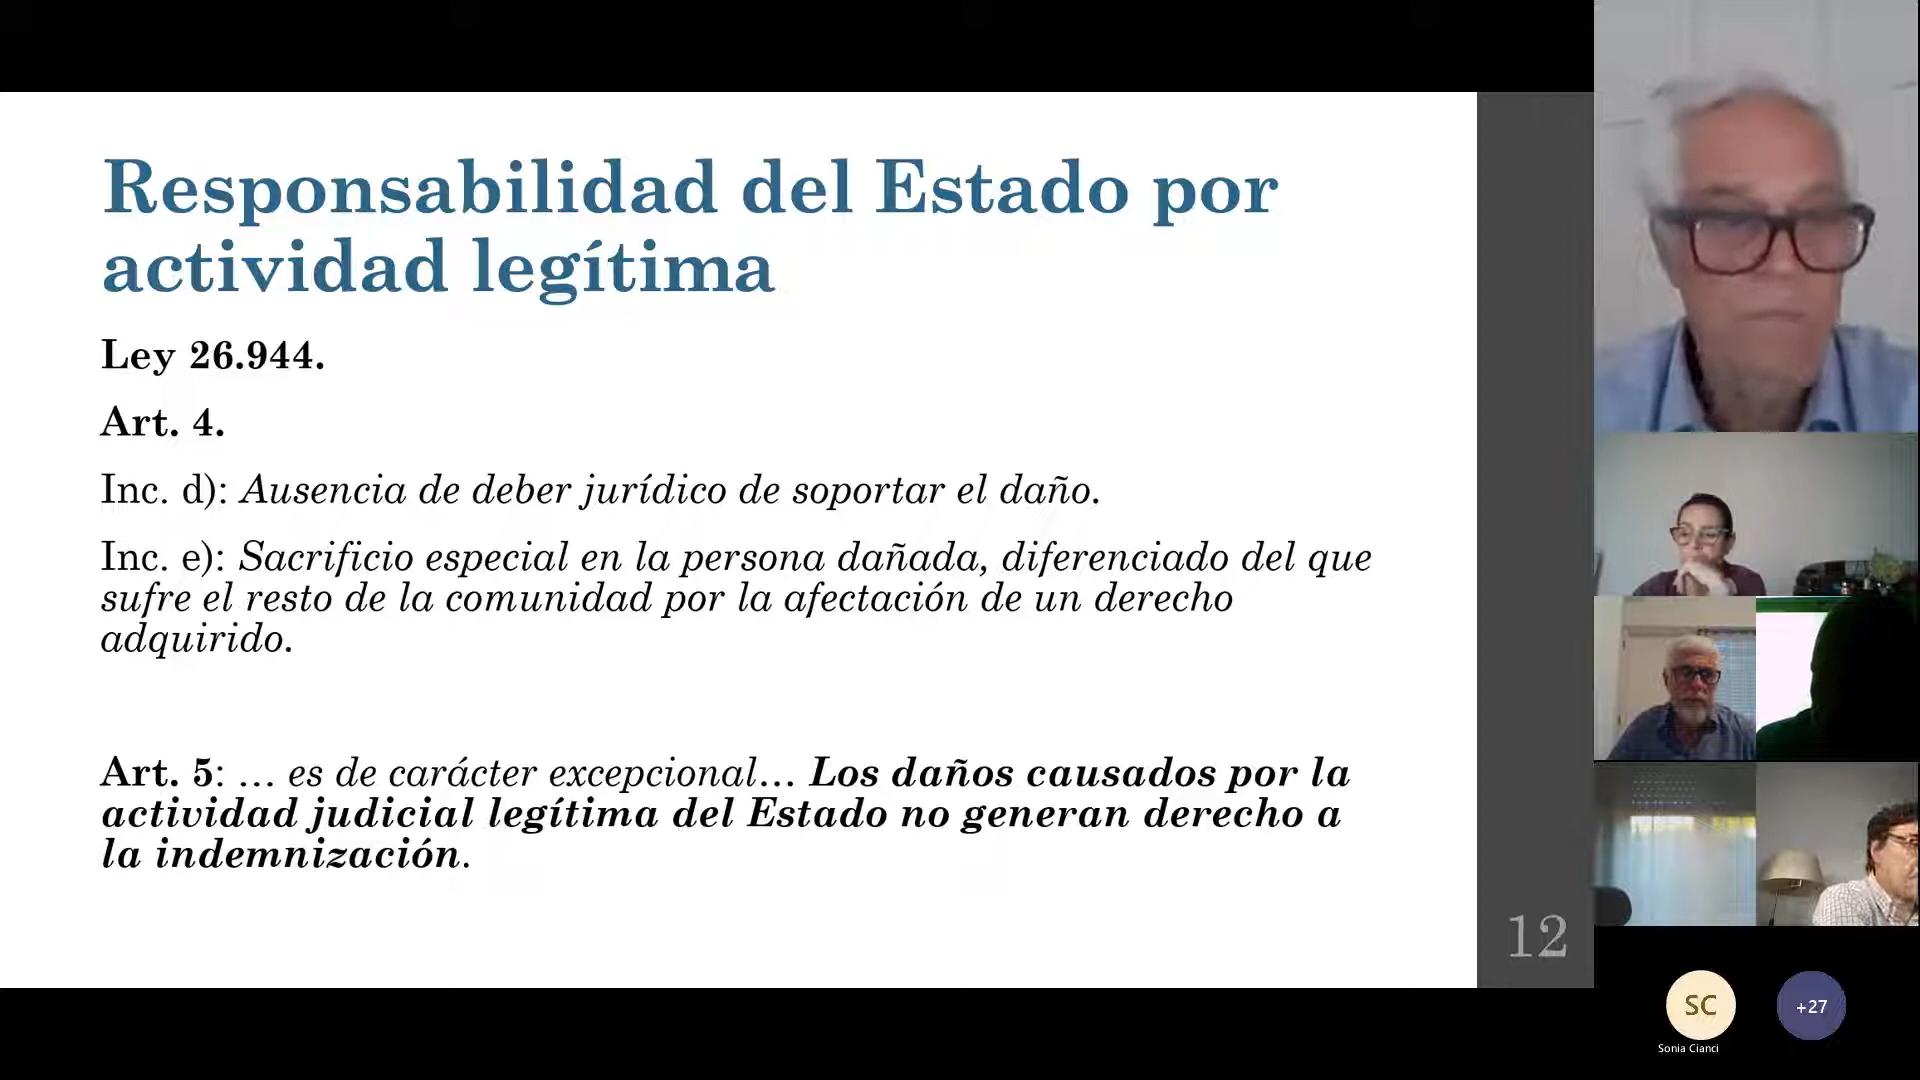 Responsabilidad del Estado por
actividad legítima
Ley 26.944.
Art. 4.
Inc. d): Ausencia de deber jurídico de soportar el daño.
Inc. e): Sacrificio especial en la persona dañada, diferenciado del que
sufre el resto de la comunidad por la afectación de un derecho
adquirido.
Art. 5: … es de carácter excepcional… Los daños causados por la
actividad judicial legítima del Estado no generan derecho a
la indemnización.
12
SC
+27
Sonia Cianci